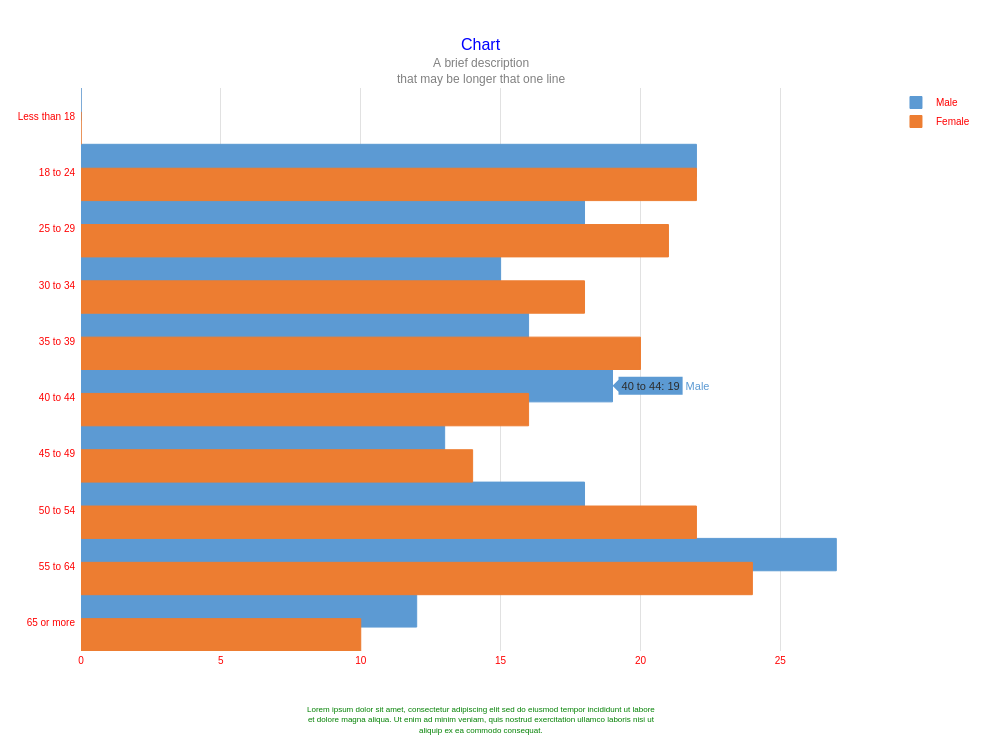 Chart
A brief description
that may be longer that one line
Male
Female
Less than 18
18 to 24
25 to 29
30 to 34
35 to 39
40 to 44
40 to 44: 19 Male
45 to 49
50 to 54
55 to 64
65 or more
0 5 10 15 20 25
Lorem ipsum dolor sit amet, consectetur adipiscing elit sed do eiusmod tempor incididunt ut labore
et dolore magna aliqua. Ut enim ad minim veniam, quis nostrud exercitation ullamco laboris nisi ut
aliquip ex ea commodo consequat.